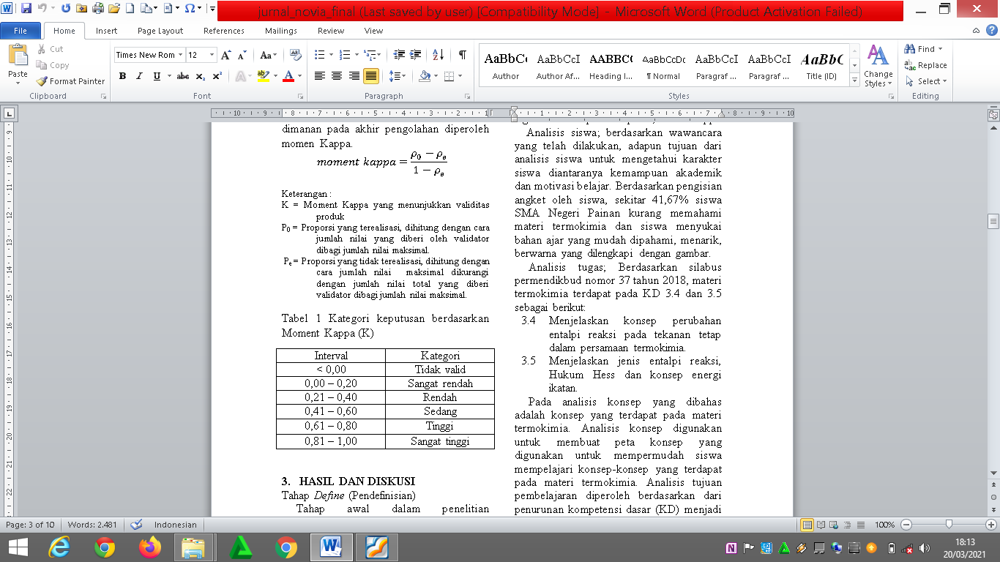 jurnal_novia_final (Last saved by user) [Compatibility Mode] - Microsoft Word (Product Activation Failed)
File Home Insert Page Layout References Mailings Review View
Paste
Cut
Copy
Format Painter
Clipboard
Times New Rom 12
Font
Paragraph
AaBbCc AaBbCcI AABBC AaBbCcDc AaBbCcI AaBbCcI AaBbC
Author Author Af... Heading 1... ¶ Normal Paragraf ... Paragraf ... Title (ID)
Change Styles
Styles
Find
Replace
Select
Editing
dimanan pada akhir pengolahan diperoleh
momen Kappa.
moment kappa = (ρ0 − ρe) / (1 − ρe)
Keterangan :
K = Moment Kappa yang menunjukkan validitas
produk
P0 = Proporsi yang terealisasi, dihitung dengan cara
jumlah nilai yang diberi oleh validator
dibagi jumlah nilai maksimal.
Pe = Proporsi yang tidak terealisasi, dihitung dengan
cara jumlah nilai maksimal dikurangi
dengan jumlah nilai total yang diberi
validator dibagi jumlah nilai maksimal.
Tabel 1 Kategori keputusan berdasarkan
Moment Kappa (K)
Interval Kategori
< 0,00 Tidak valid
0,00 – 0,20 Sangat rendah
0,21 – 0,40 Rendah
0,41 – 0,60 Sedang
0,61 – 0,80 Tinggi
0,81 – 1,00 Sangat tinggi
3. HASIL DAN DISKUSI
Tahap Define (Pendefinisian)
Tahap awal dalam penelitian
Analisis siswa; berdasarkan wawancara
yang telah dilakukan, adapun tujuan dari
analisis siswa untuk mengetahui karakter
siswa diantaranya kemampuan akademik
dan motivasi belajar. Berdasarkan pengisian
angket oleh siswa, sekitar 41,67% siswa
SMA Negeri Painan kurang memahami
materi termokimia dan siswa menyukai
bahan ajar yang mudah dipahami, menarik,
berwarna yang dilengkapi dengan gambar.
Analisis tugas; Berdasarkan silabus
permendikbud nomor 37 tahun 2018, materi
termokimia terdapat pada KD 3.4 dan 3.5
sebagai berikut:
3.4 Menjelaskan konsep perubahan
entalpi reaksi pada tekanan tetap
dalam persamaan termokimia.
3.5 Menjelaskan jenis entalpi reaksi,
Hukum Hess dan konsep energi
ikatan.
Pada analisis konsep yang dibahas
adalah konsep yang terdapat pada materi
termokimia. Analisis konsep digunakan
untuk membuat peta konsep yang
digunakan untuk mempermudah siswa
mempelajari konsep-konsep yang terdapat
pada materi termokimia. Analisis tujuan
pembelajaran diperoleh berdasarkan dari
penurunan kompetensi dasar (KD) menjadi
Page: 3 of 10 Words: 2.481 Indonesian 100%
18:13
20/03/2021